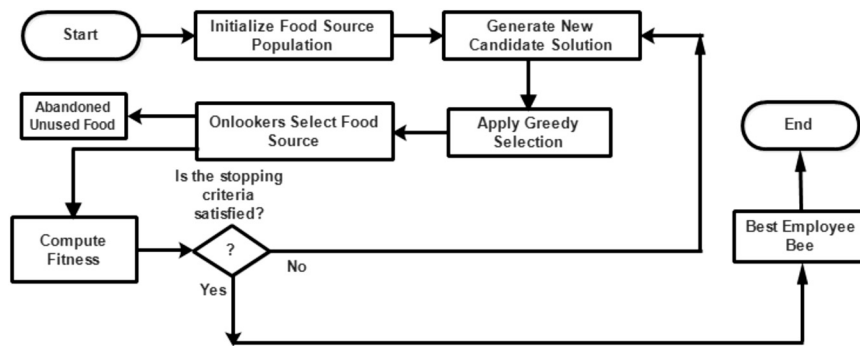 Start
Initialize Food Source
Population
Generate New
Candidate Solution
Abandoned
Unused Food
Onlookers Select Food
Source
Apply Greedy
Selection
End
Is the stopping
criteria
satisfied?
Compute
Fitness
?
No
Yes
Best Employee
Bee